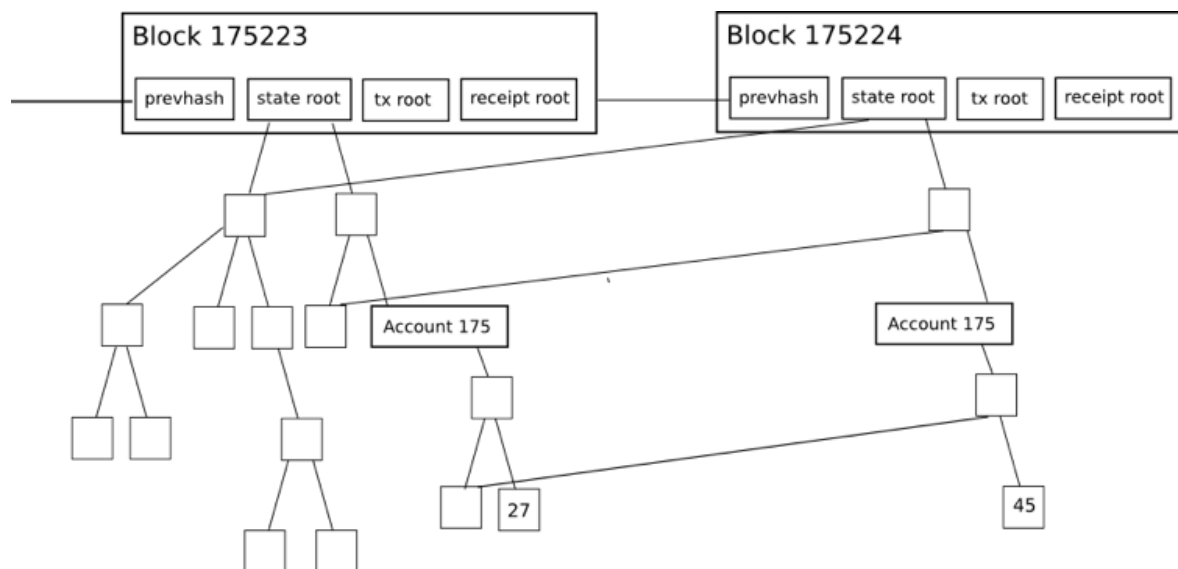 Block 175223
Block 175224
prevhash
state root
tx root
receipt root
prevhash
state root
tx root
receipt root
Account 175
Account 175
27
45